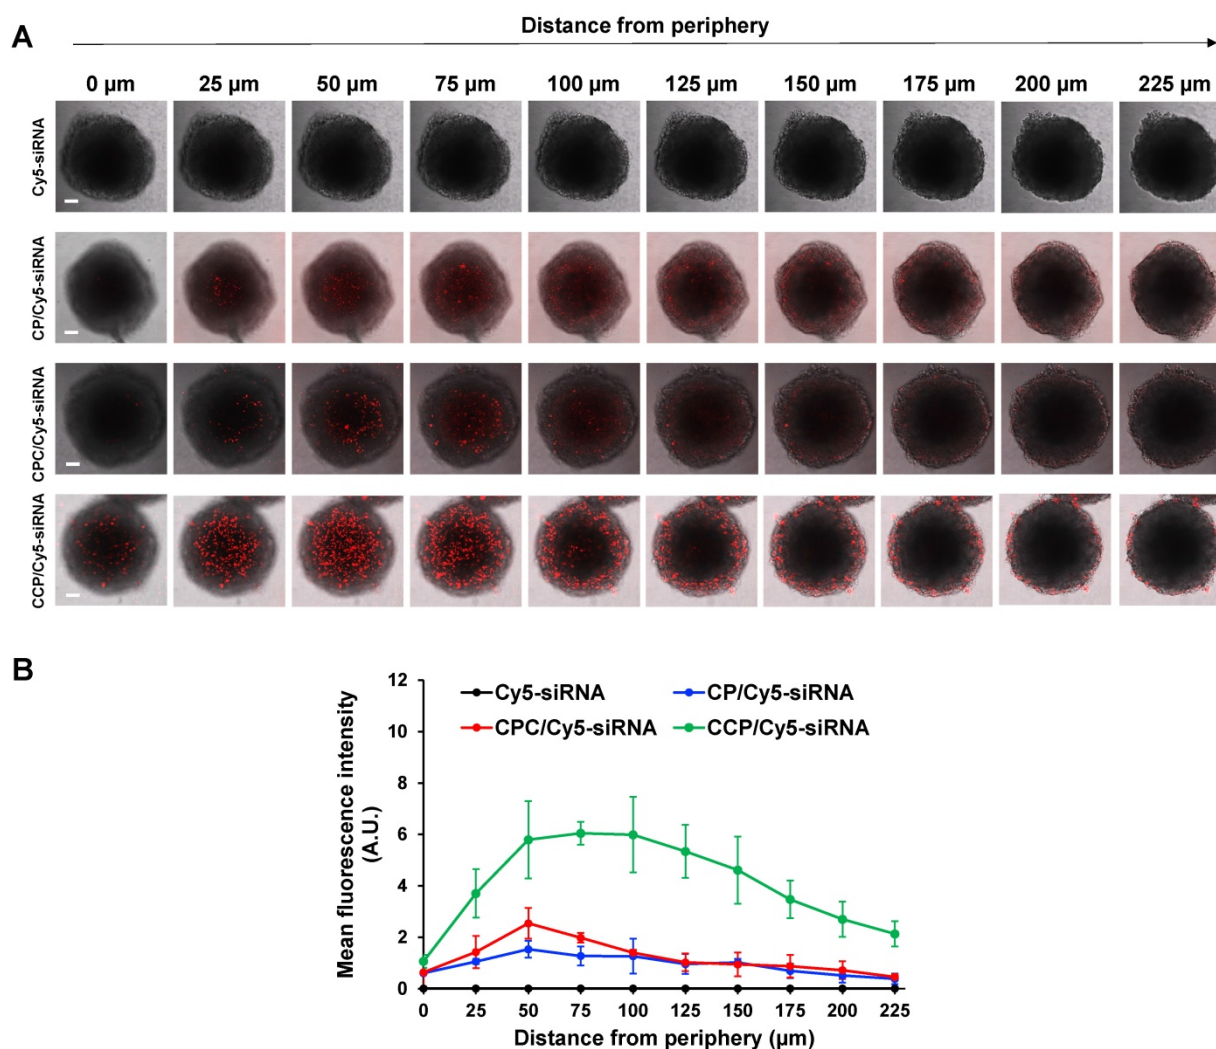 A
Distance from periphery
0 µm 25 µm 50 µm 75 µm 100 µm 125 µm 150 µm 175 µm 200 µm 225 µm
Cy5-siRNA
CP/Cy5-siRNA
CPC/Cy5-siRNA
CCP/Cy5-siRNA
B
Mean fluorescence intensity
(A.U.)
12
10
8
6
4
2
0
Cy5-siRNA CP/Cy5-siRNA
CPC/Cy5-siRNA CCP/Cy5-siRNA
0 25 50 75 100 125 150 175 200 225
Distance from periphery (µm)